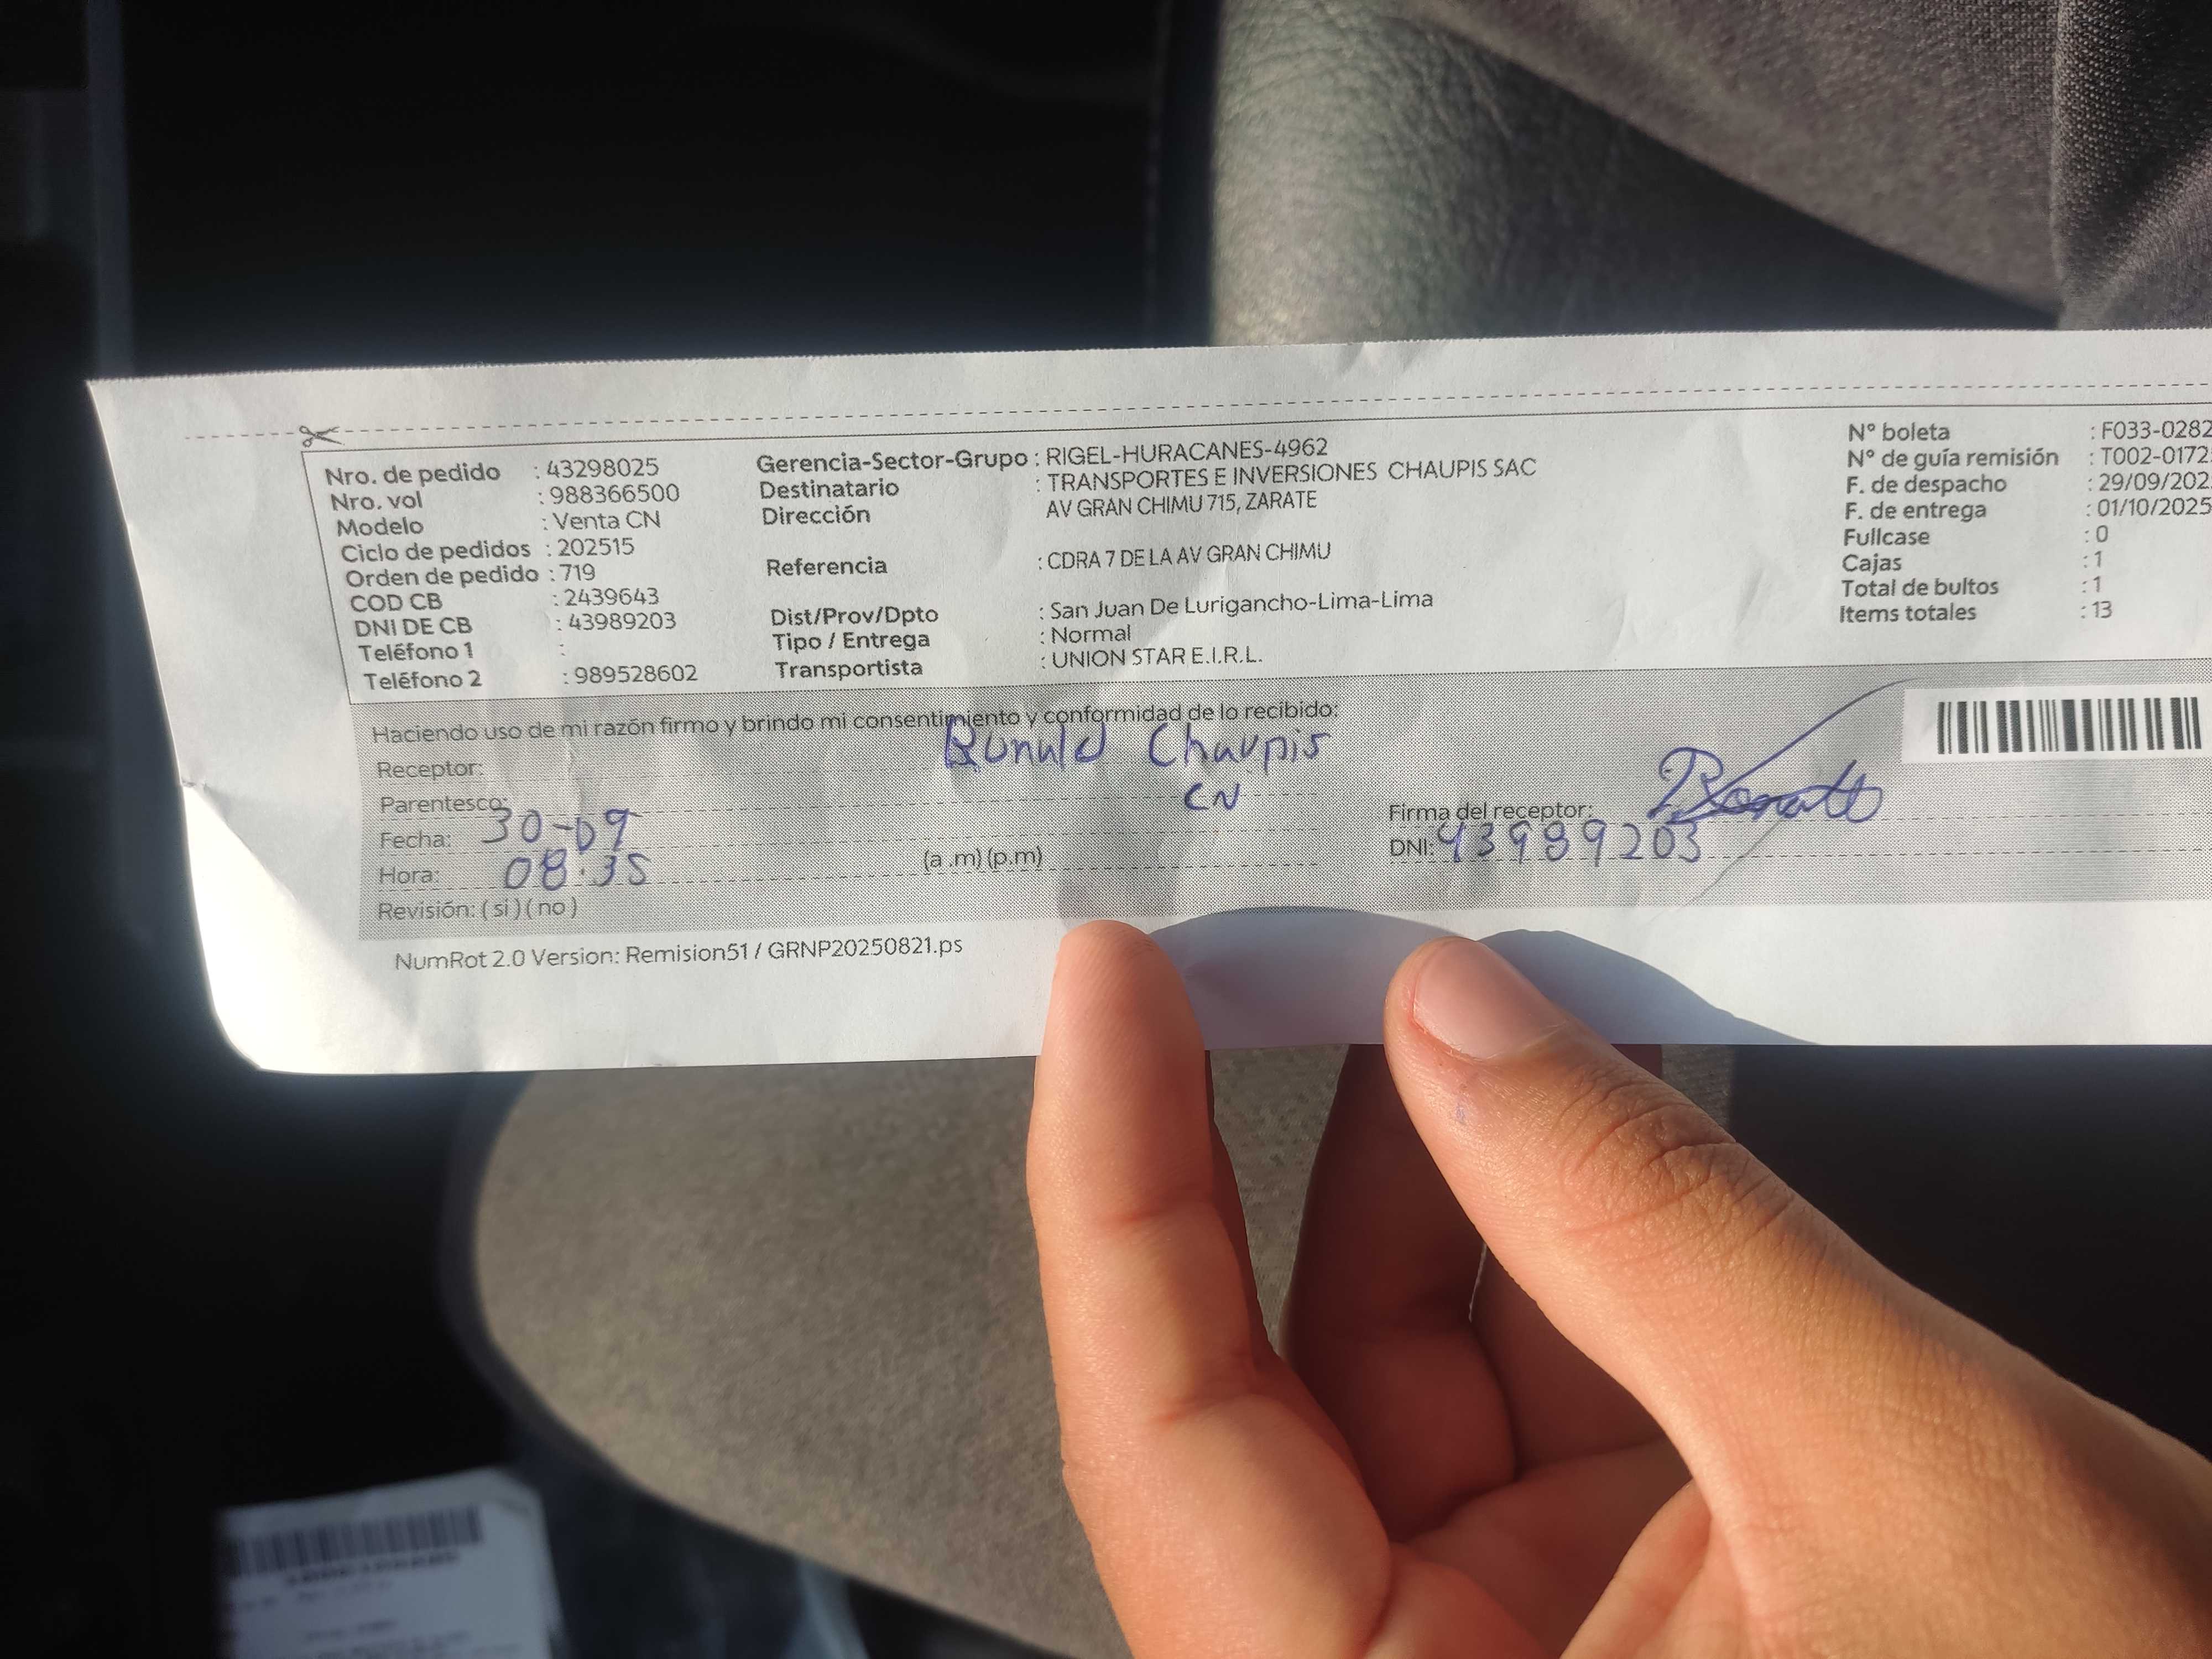 Nro. de pedido : 43298025
Nro. vol : 988366500
Modelo : Venta CN
Ciclo de pedidos : 202515
Orden de pedido : 719
COD CB : 2439643
DNI DE CB : 43989203
Teléfono 1 :
Teléfono 2 : 989528602
Gerencia-Sector-Grupo : RIGEL-HURACANES-4962
Destinatario : TRANSPORTES E INVERSIONES CHAUPIS SAC
Dirección AV GRAN CHIMU 715, ZARATE
Referencia : CDRA 7 DE LA AV GRAN CHIMU
Dist/Prov/Dpto : San Juan De Lurigancho-Lima-Lima
Tipo / Entrega : Normal
Transportista : UNION STAR E.I.R.L.
N° boleta : F033-0282
N° de guía remisión : T002-0172
F. de despacho : 29/09/202
F. de entrega : 01/10/2025
Fullcase : 0
Cajas : 1
Total de bultos : 1
Items totales : 13
Haciendo uso de mi razón firmo y brindo mi consentimiento y conformidad de lo recibido:
Receptor: Ronald Chaupis
Parentesco: CN
Fecha: 30-09
Hora: 08:35 (a .m) (p.m)
Revisión: ( si ) ( no )
Firma del receptor:
DNI: 43989203
NumRot 2.0 Version: Remision51 / GRNP20250821.ps